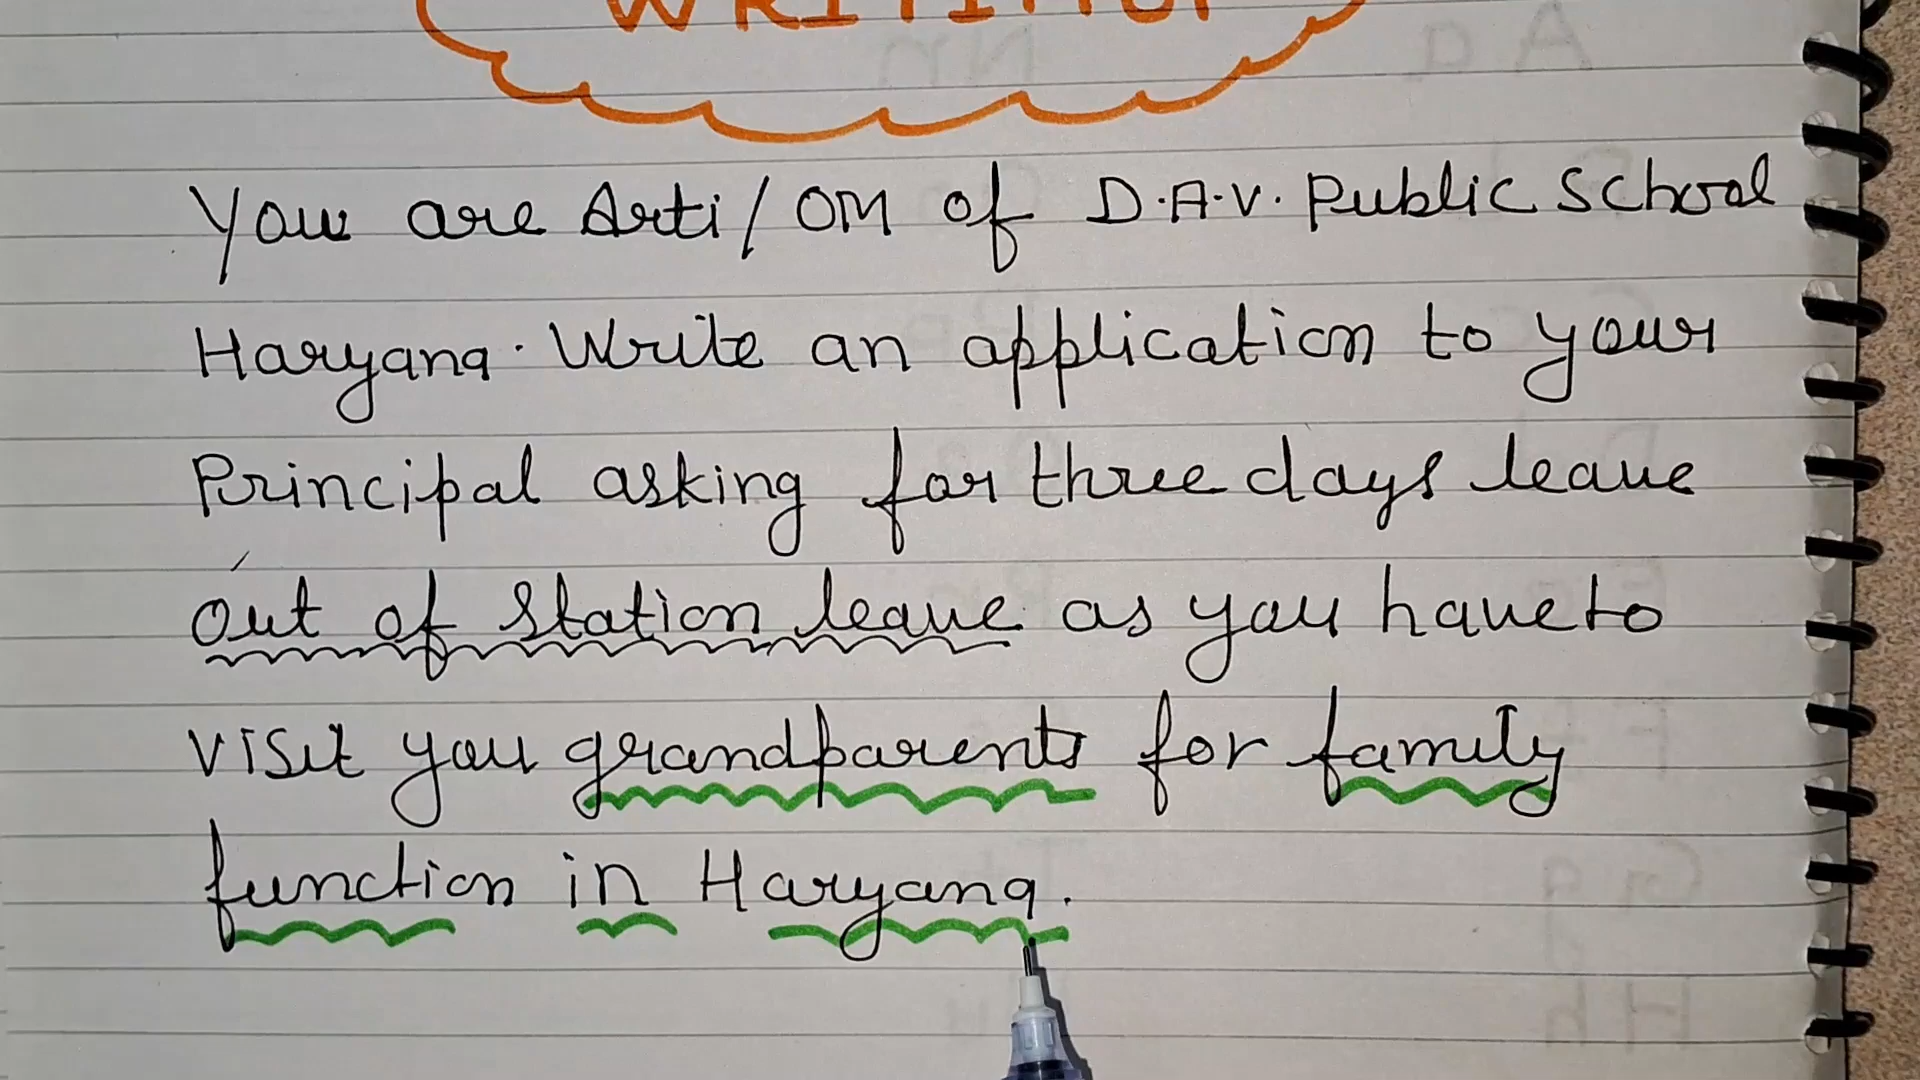 WRITING
You are Arti/OM of D.A.V. Public School
Haryana. Write an application to your
Principal asking for three days leave
out of station leave as you have to
visit you grandparents for family
function in Haryana.